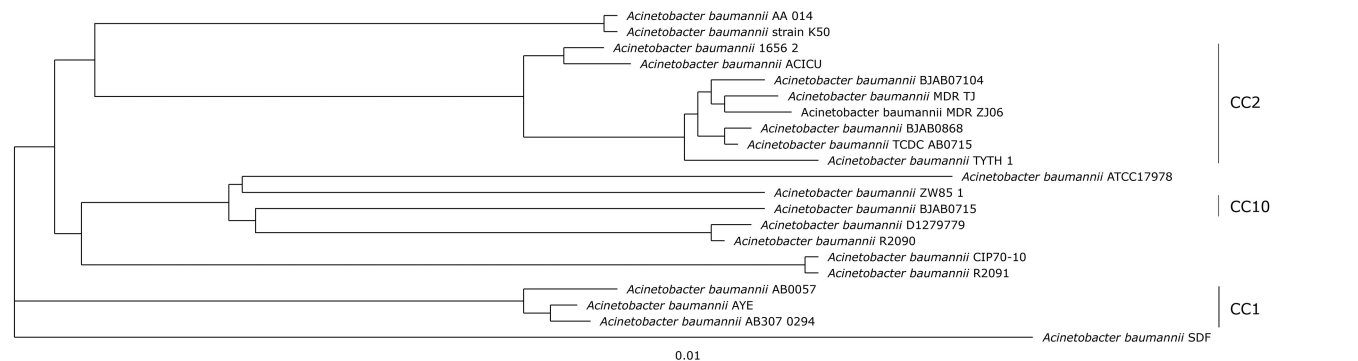 Acinetobacter baumannii AA 014
Acinetobacter baumannii strain K50
Acinetobacter baumannii 1656 2
Acinetobacter baumannii ACICU
Acinetobacter baumannii BJAB07104
Acinetobacter baumannii MDR TJ
CC2
Acinetobacter baumannii MDR ZJ06
Acinetobacter baumannii BJAB0868
Acinetobacter baumannii TCDC AB0715
Acinetobacter baumannii TYTH 1
Acinetobacter baumannii ATCC17978
Acinetobacter baumannii ZW85 1
Acinetobacter baumannii BJAB0715
CC10
Acinetobacter baumannii D1279779
Acinetobacter baumannii R2090
Acinetobacter baumannii CIP70-10
Acinetobacter baumannii R2091
Acinetobacter baumannii AB0057
Acinetobacter baumannii AYE
CC1
Acinetobacter baumannii AB307 0294
Acinetobacter baumannii SDF
0.01